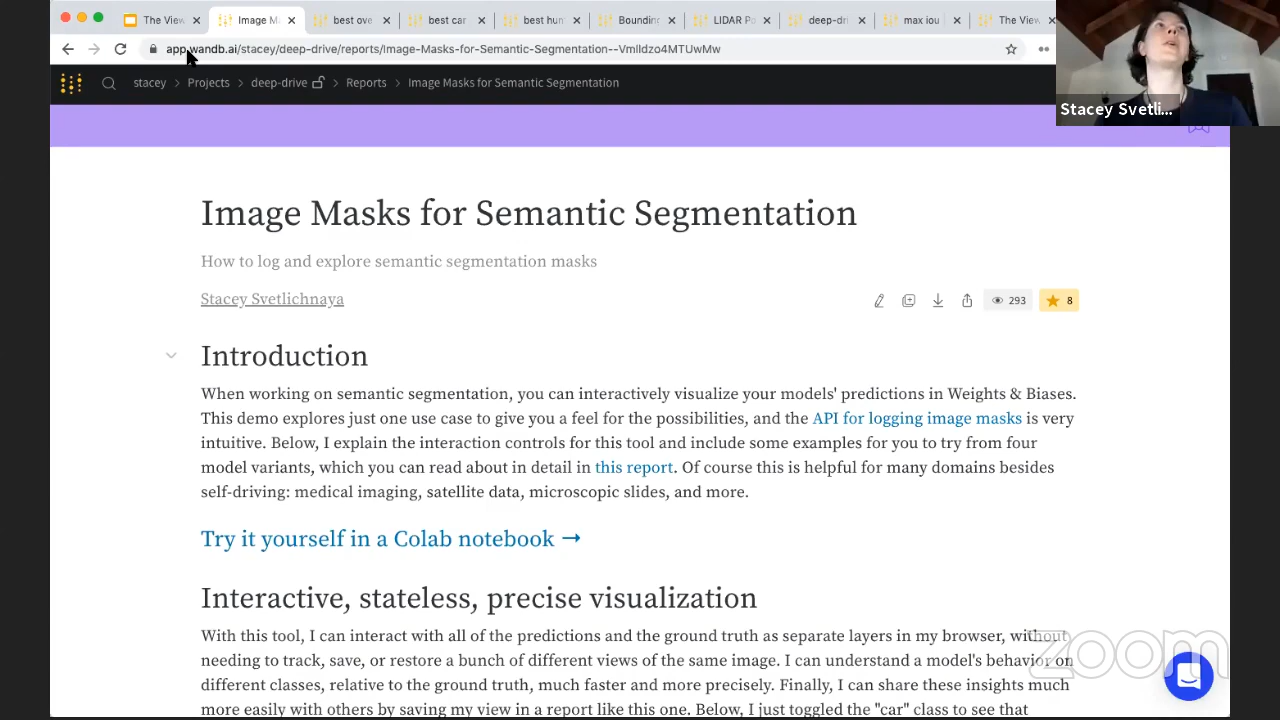 The View
Image M
best ove
best car
best hun
Boundin
LIDAR Po
deep-dri
max iou
The View
app.wandb.ai/stacey/deep-drive/reports/Image-Masks-for-Semantic-Segmentation--Vmlldzo4MTUwMw
stacey > Projects > deep-drive > Reports > Image Masks for Semantic Segmentation
Stacey Svetli...
Image Masks for Semantic Segmentation
How to log and explore semantic segmentation masks
Stacey Svetlichnaya
293
8
Introduction
When working on semantic segmentation, you can interactively visualize your models' predictions in Weights & Biases.
This demo explores just one use case to give you a feel for the possibilities, and the API for logging image masks is very
intuitive. Below, I explain the interaction controls for this tool and include some examples for you to try from four
model variants, which you can read about in detail in this report. Of course this is helpful for many domains besides
self-driving: medical imaging, satellite data, microscopic slides, and more.
Try it yourself in a Colab notebook →
Interactive, stateless, precise visualization
With this tool, I can interact with all of the predictions and the ground truth as separate layers in my browser, without
needing to track, save, or restore a bunch of different views of the same image. I can understand a model's behavior on
different classes, relative to the ground truth, much faster and more precisely. Finally, I can share these insights much
more easily with others by saving my view in a report like this one. Below, I just toggled the "car" class to see that
zoom